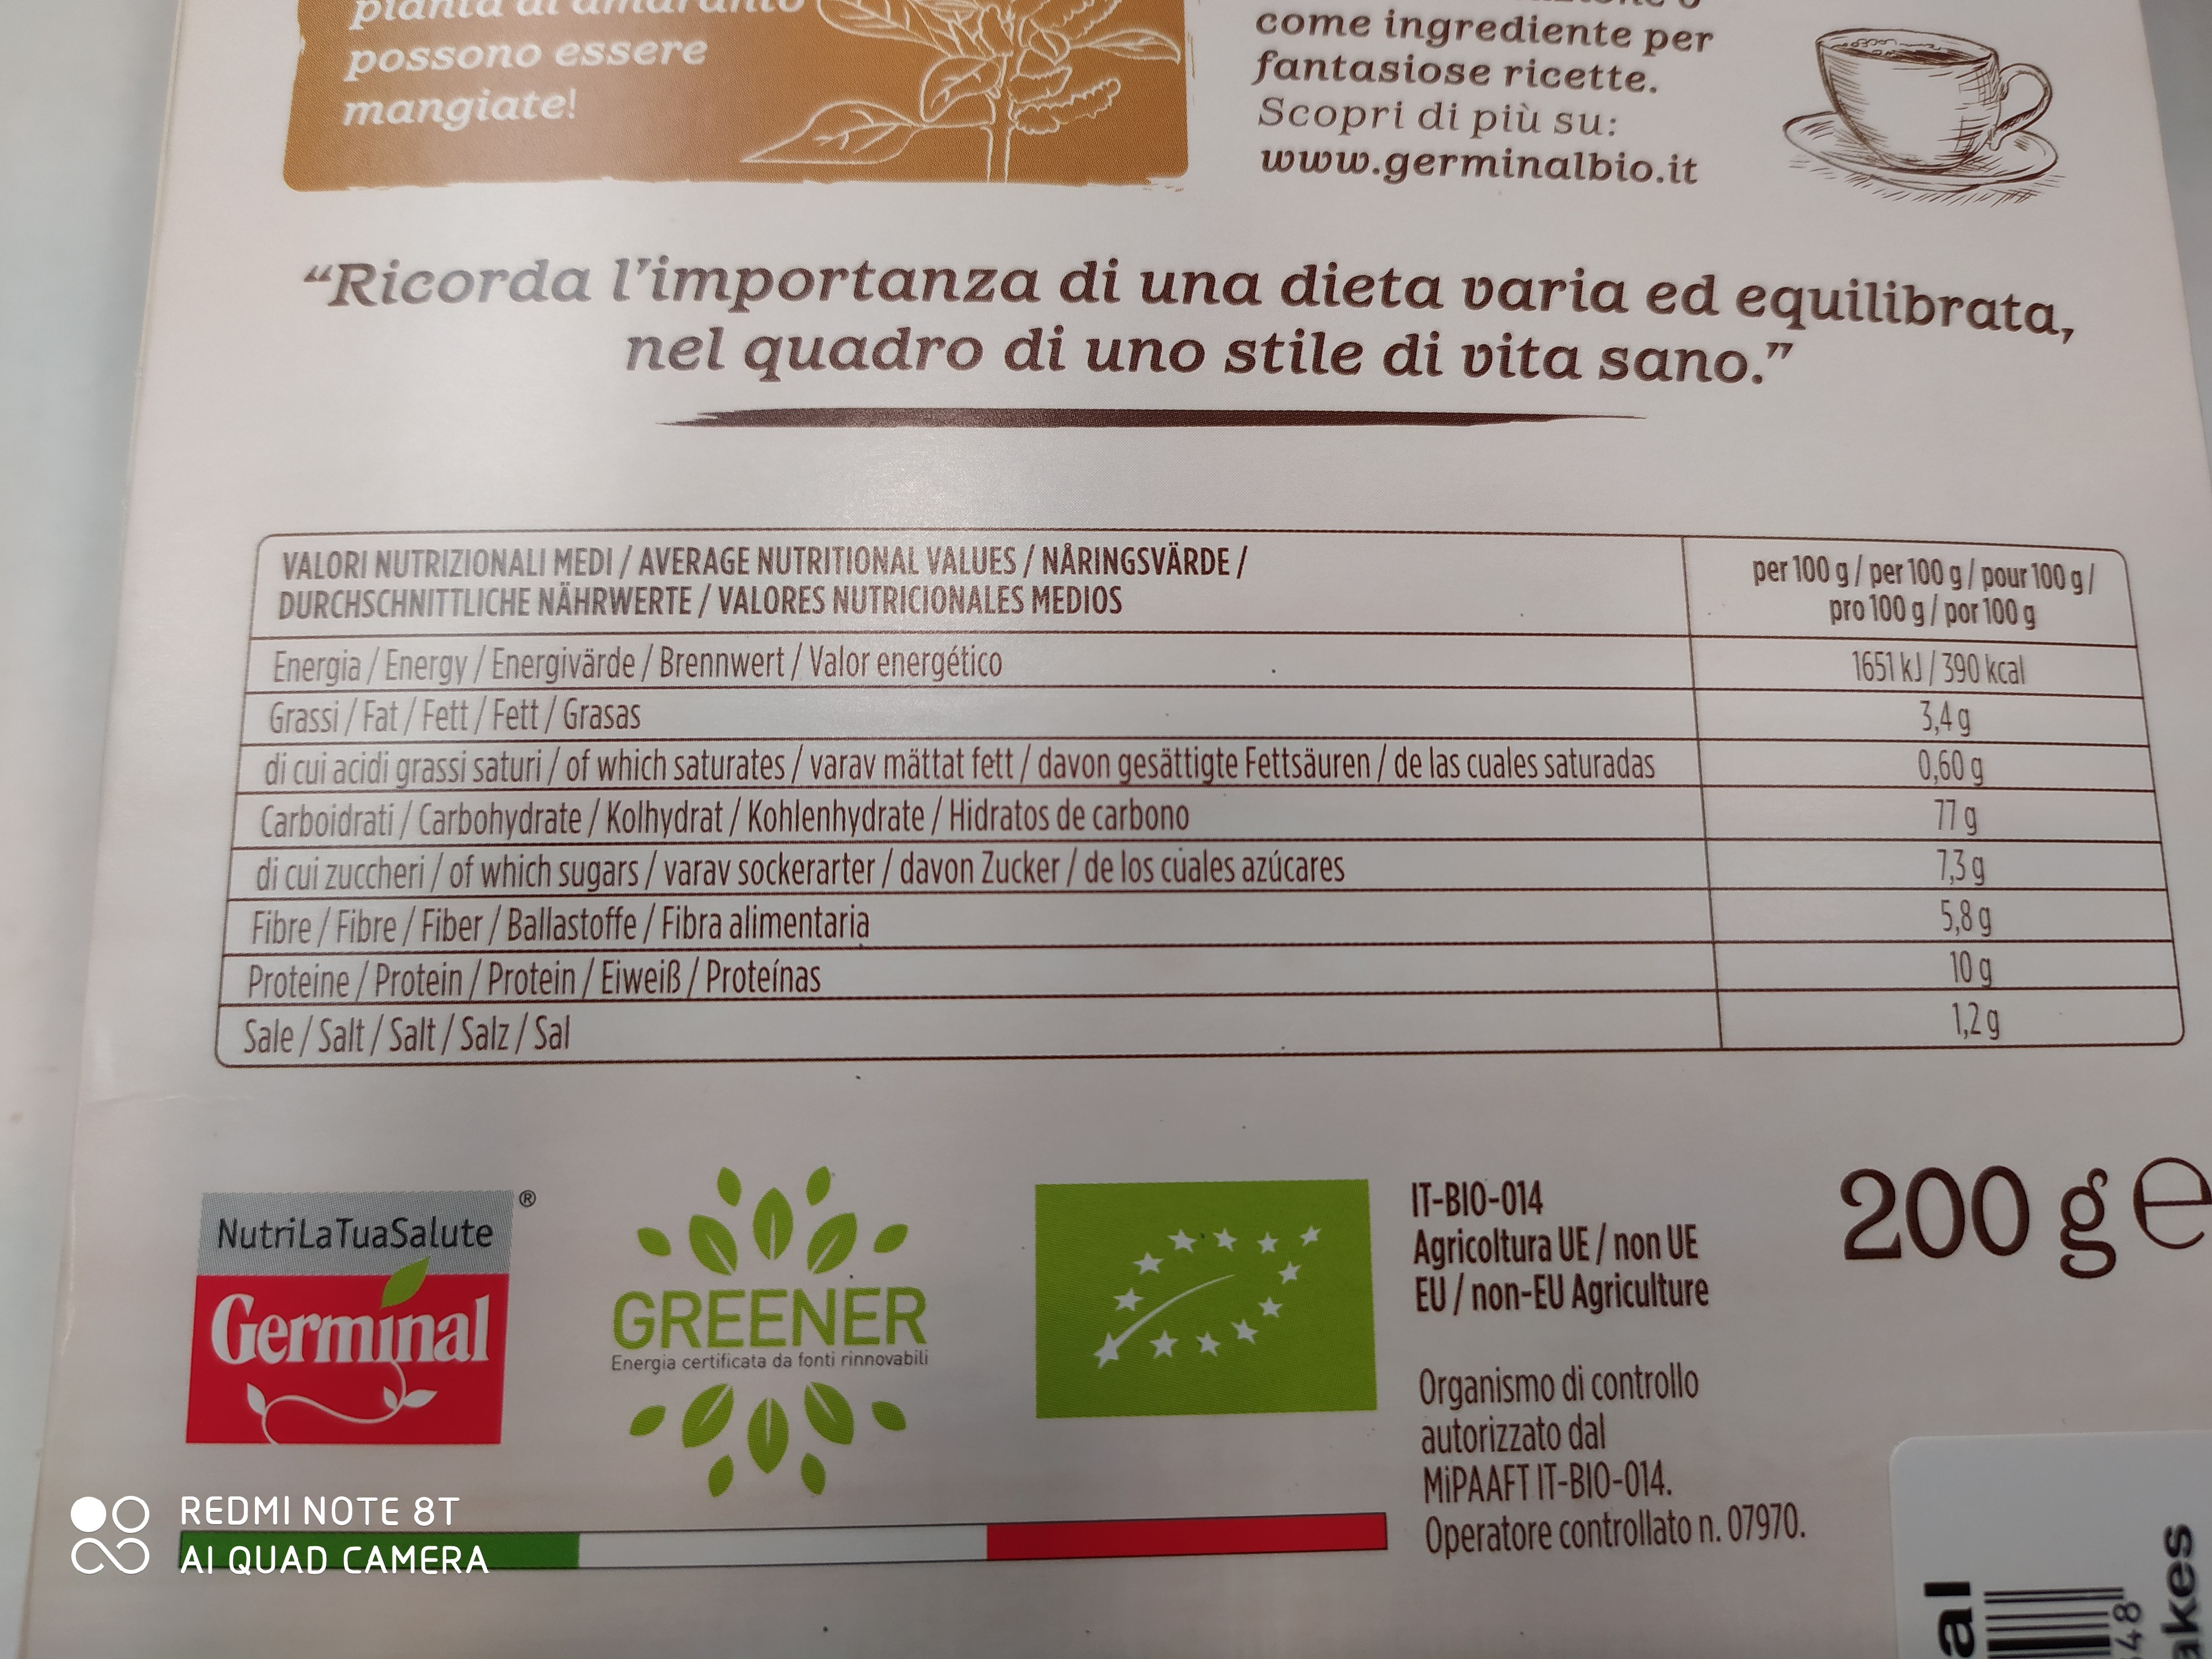 possono essere
mangiate!
come ingrediente per
fantasiose ricette.
Scopri di più su:
www.germinalbio.it
“Ricorda l’importanza di una dieta varia ed equilibrata,
nel quadro di uno stile di vita sano.”
VALORI NUTRIZIONALI MEDI / AVERAGE NUTRITIONAL VALUES / NÅRINGSVÄRDE /
DURCHSCHNITTLICHE NÄHRWERTE / VALORES NUTRICIONALES MEDIOS
per 100 g / per 100 g / pour 100 g /
pro 100 g / por 100 g
Energia / Energy / Energivärde / Brennwert / Valor energético 1651 kJ / 390 kcal
Grassi / Fat / Fett / Fett / Grasas 3,4 g
di cui acidi grassi saturi / of which saturates / varav mättat fett / davon gesättigte Fettsäuren / de las cuales saturadas 0,60 g
Carboidrati / Carbohydrate / Kolhydrat / Kohlenhydrate / Hidratos de carbono 77 g
di cui zuccheri / of which sugars / varav sockerarter / davon Zucker / de los cuales azúcares 7,3 g
Fibre / Fibre / Fiber / Ballastoffe / Fibra alimentaria 5,8 g
Proteine / Protein / Protein / Eiweiß / Proteínas 10 g
Sale / Salt / Salt / Salz / Sal 1,2 g
NutriLaTuaSalute ®
Germinal
GREENER
Energia certificata da fonti rinnovabili
IT-BIO-014
Agricoltura UE / non UE
EU / non-EU Agriculture
200 g e
Organismo di controllo
autorizzato dal
MiPAAFT IT-BIO-014.
Operatore controllato n. 07970.
REDMI NOTE 8T
AI QUAD CAMERA
al
48
akes